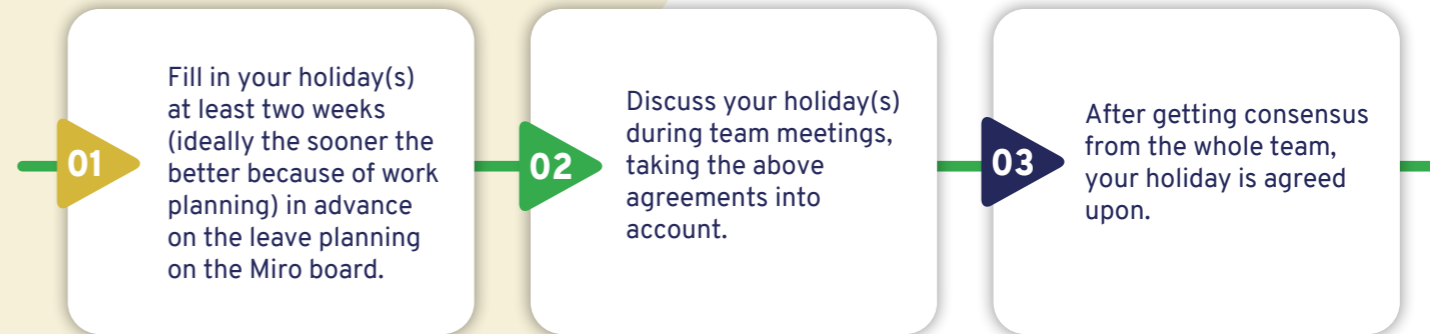 01
Fill in your holiday(s)
at least two weeks
(ideally the sooner the
better because of work
planning) in advance
on the leave planning
on the Miro board.
02
Discuss your holiday(s)
during team meetings,
taking the above
agreements into
account.
03
After getting consensus
from the whole team,
your holiday is agreed
upon.